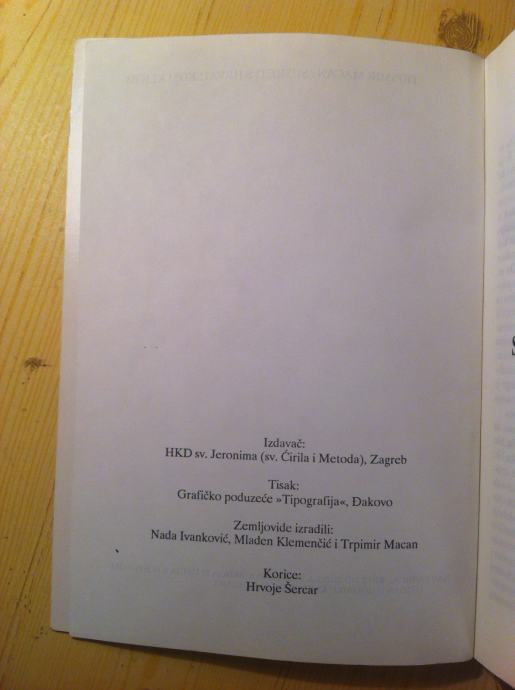 Izdavač:
HKD sv. Jeronima (sv. Ćirila i Metoda), Zagreb
Tisak:
Grafičko poduzeće »Tipografija«, Đakovo
Zemljovide izradili:
Nada Ivanković, Mladen Klemenčić i Trpimir Macan
Korice:
Hrvoje Šercar